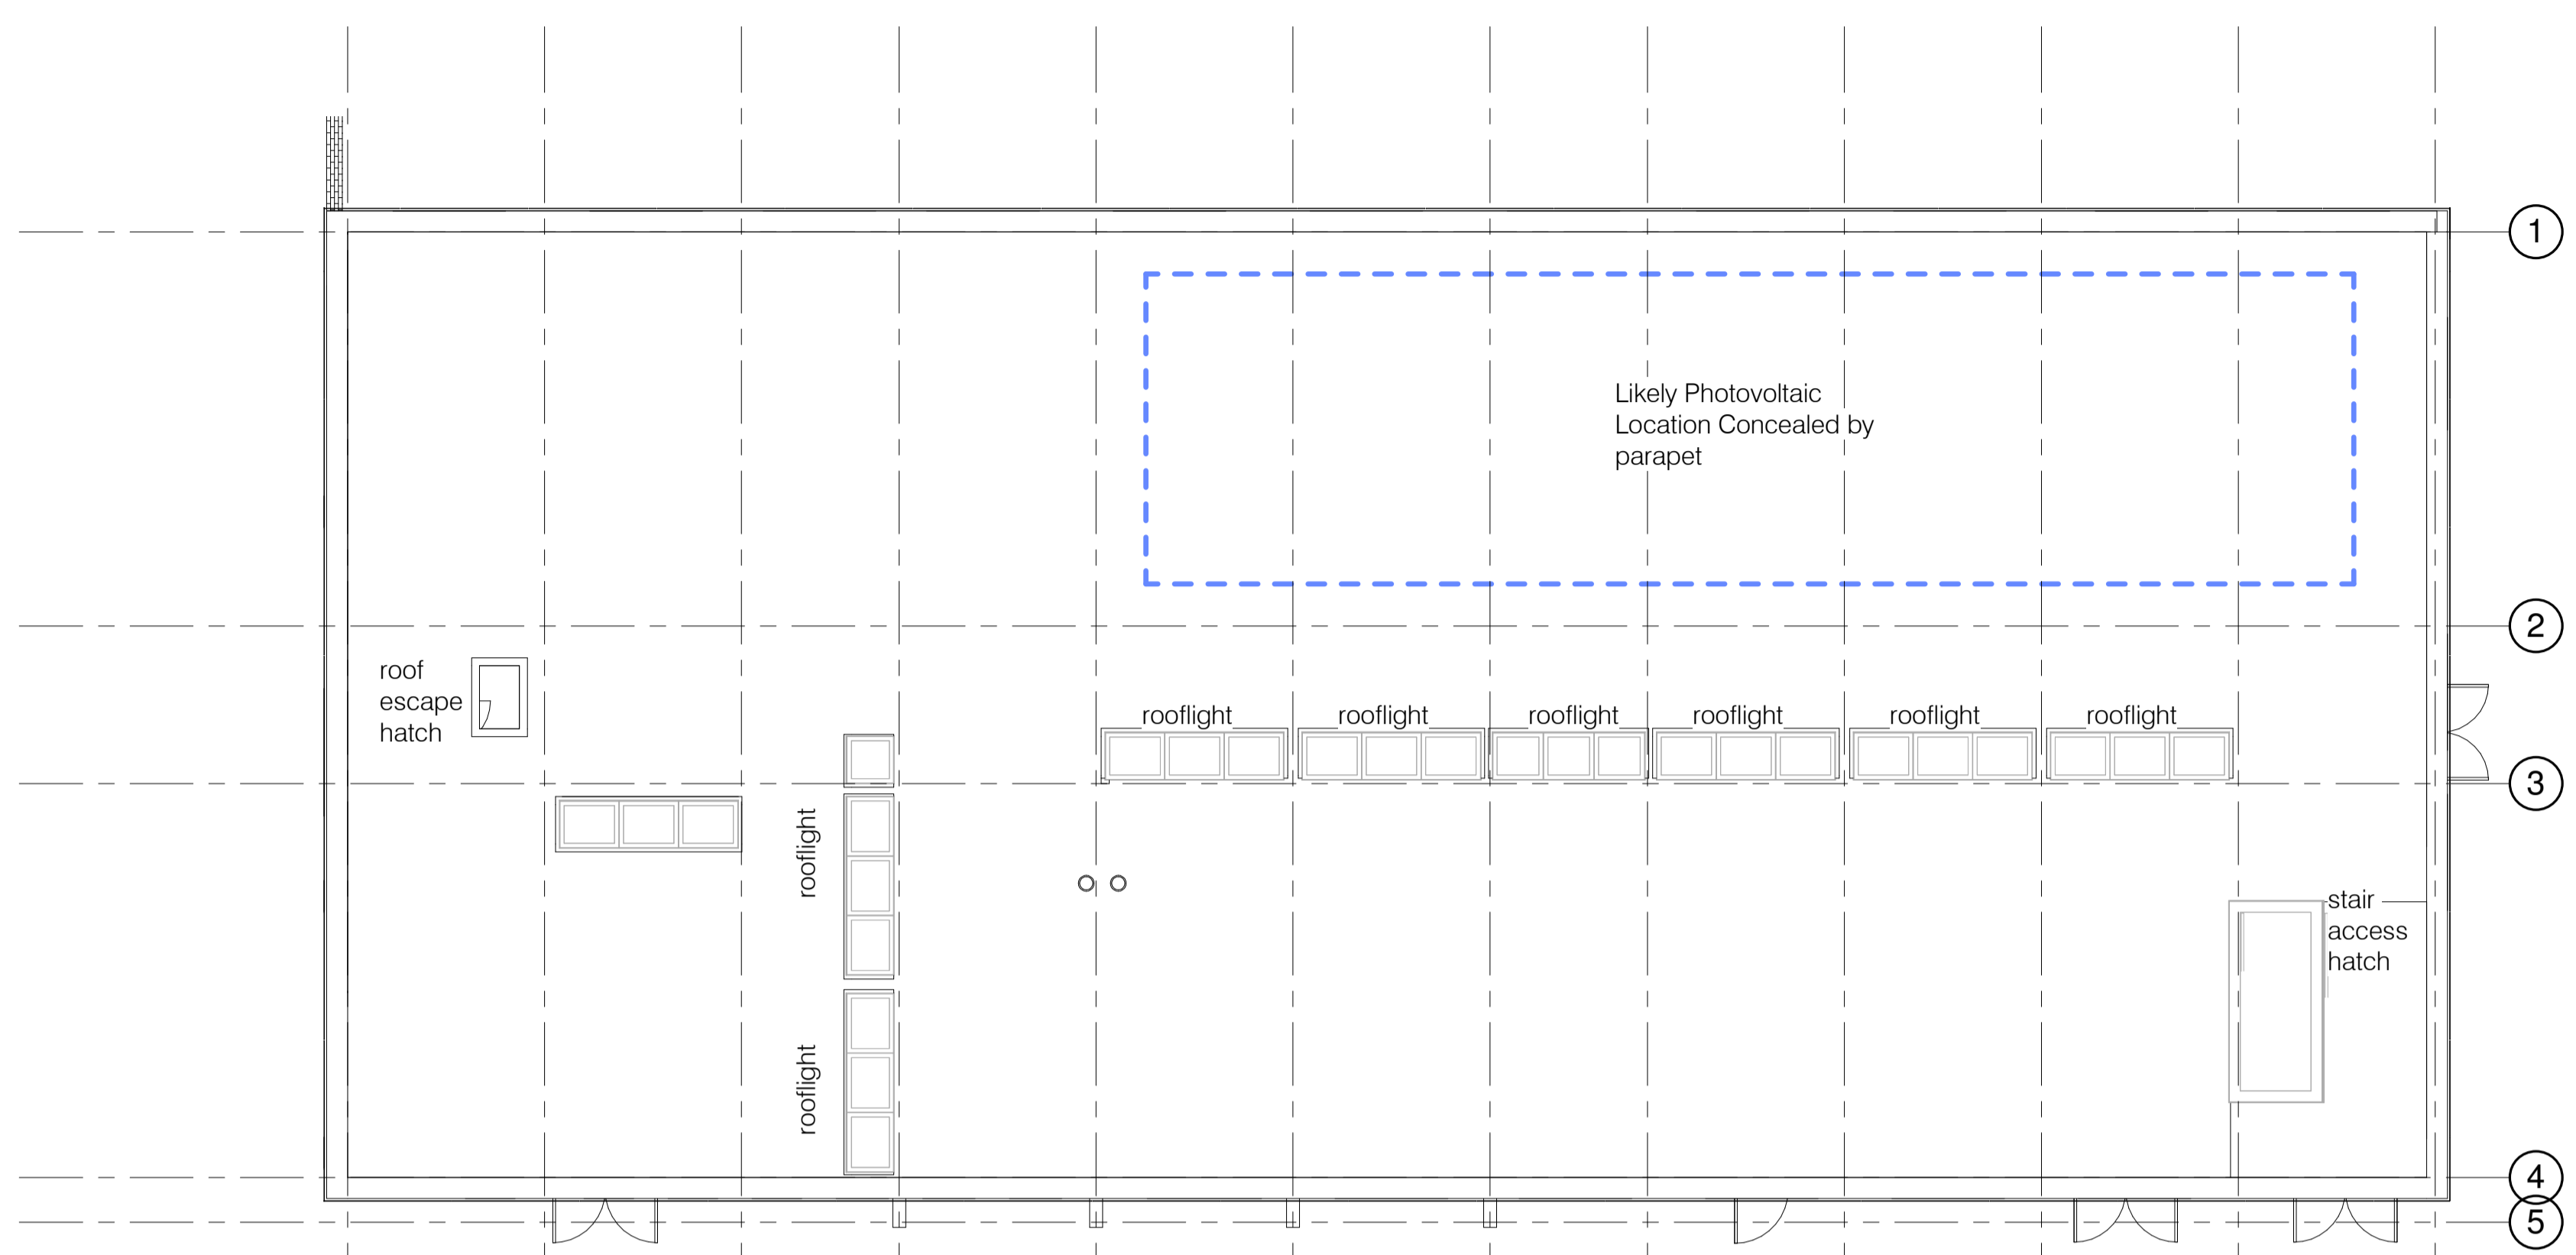 1
Likely Photovoltaic
Location Concealed by
parapet
2
roof
escape
hatch
rooflight
rooflight
rooflight
rooflight
rooflight
rooflight
3
rooflight
stair
access
hatch
rooflight
4
5